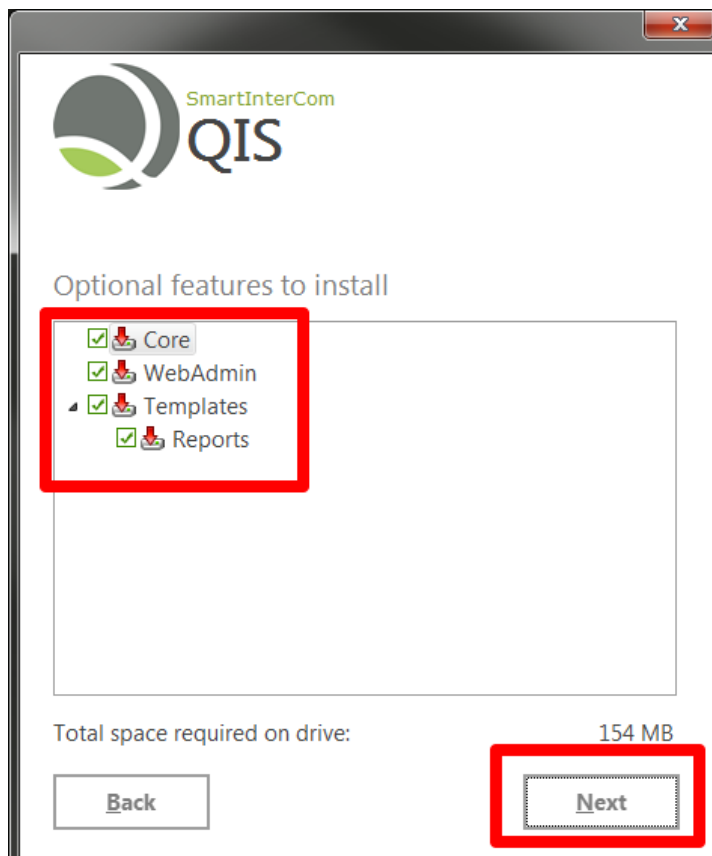 SmartInterCom
QIS
Optional features to install
Core
WebAdmin
Templates
Reports
Total space required on drive: 154 MB
Back Next